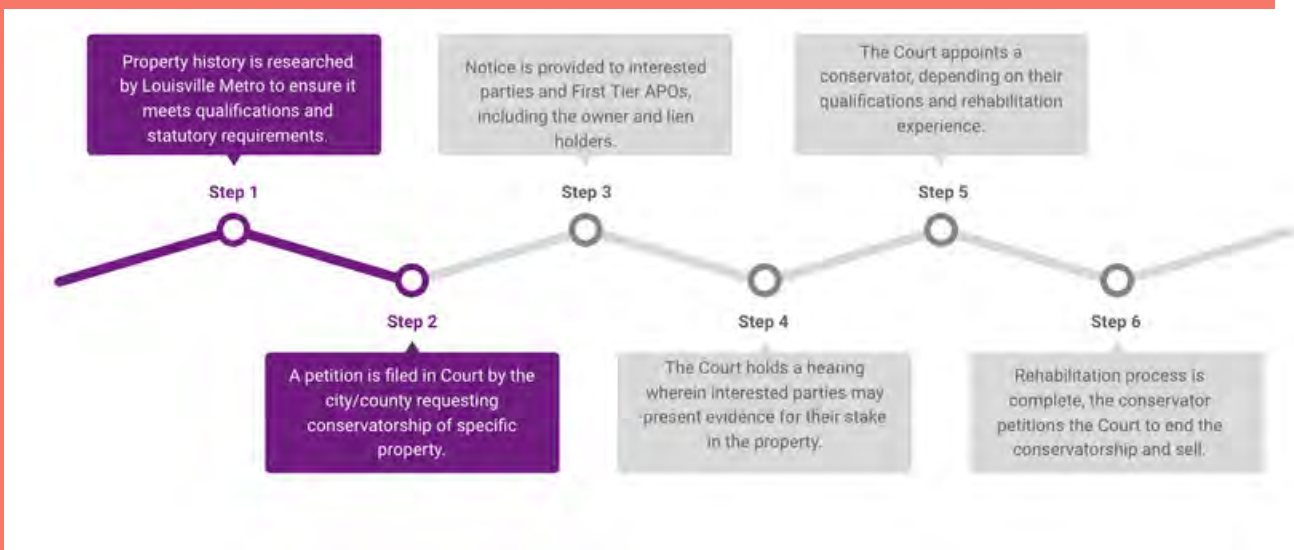 Property history is researched
by Louisville Metro to ensure it
meets qualifications and
statutory requirements.
Step 1
Step 2
A petition is filed in Court by the
city/county requesting
conservatorship of specific
property.
Notice is provided to interested
parties and First Tier APOs,
including the owner and lien
holders.
Step 3
Step 4
The Court holds a hearing
wherein interested parties may
present evidence for their stake
in the property.
The Court appoints a
conservator, depending on their
qualifications and rehabilitation
experience.
Step 5
Step 6
Rehabilitation process is
complete, the conservator
petitions the Court to end the
conservatorship and sell.